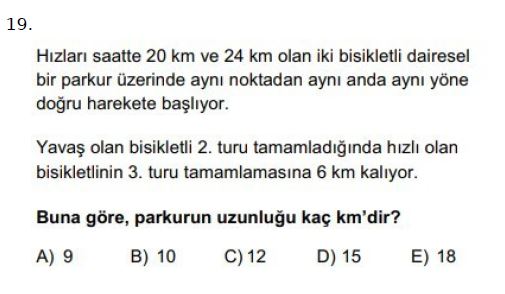 19.
Hızları saatte 20 km ve 24 km olan iki bisikletli dairesel
bir parkur üzerinde aynı noktadan aynı anda aynı yöne
doğru harekete başlıyor.
Yavaş olan bisikletli 2. turu tamamladığında hızlı olan
bisikletlinin 3. turu tamamlamasına 6 km kalıyor.
Buna göre, parkurun uzunluğu kaç km'dir?
A) 9 B) 10 C) 12 D) 15 E) 18